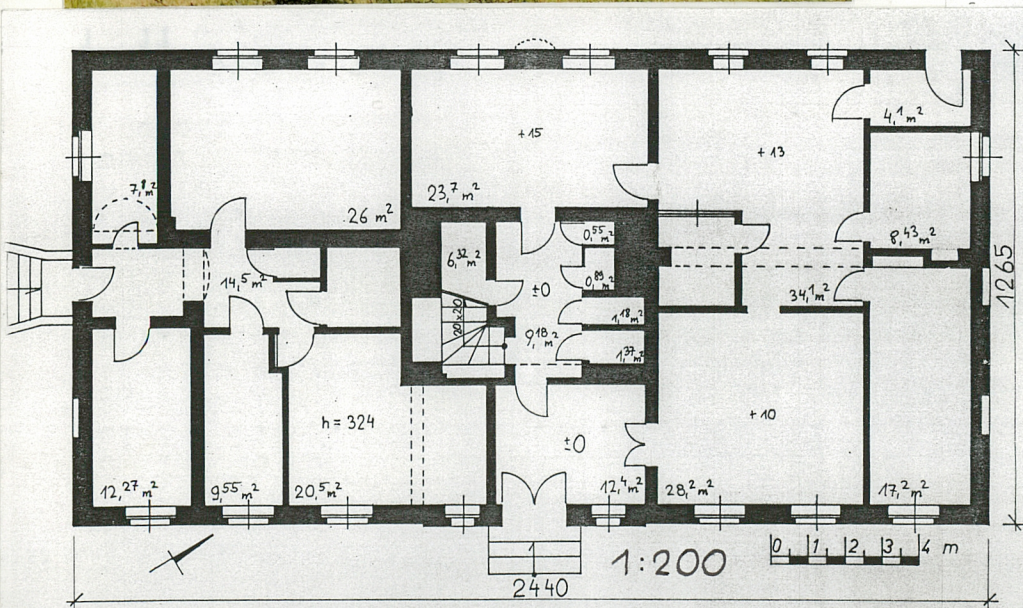 4,1 m²
+15
+13
7,8 m²
23,7 m²
26 m²
0,55 m²
8,43 m²
6,32 m²
0,89 m²
14,5 m²
±0
34,1 m²
1,18 m²
20x20
9,18 m²
1,37 m²
h = 324
+10
±0
12,27 m²
9,55 m²
20,5 m²
12,4 m²
28,2 m²
17,2 m²
1265
1
1:200
0 1 2 3 4 m
2440